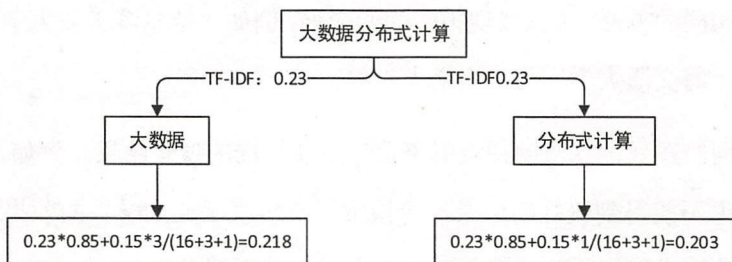 大数据分布式计算
TF-IDF：0.23
TF-IDF0.23
大数据
分布式计算
0.23*0.85+0.15*3/(16+3+1)=0.218
0.23*0.85+0.15*1/(16+3+1)=0.203